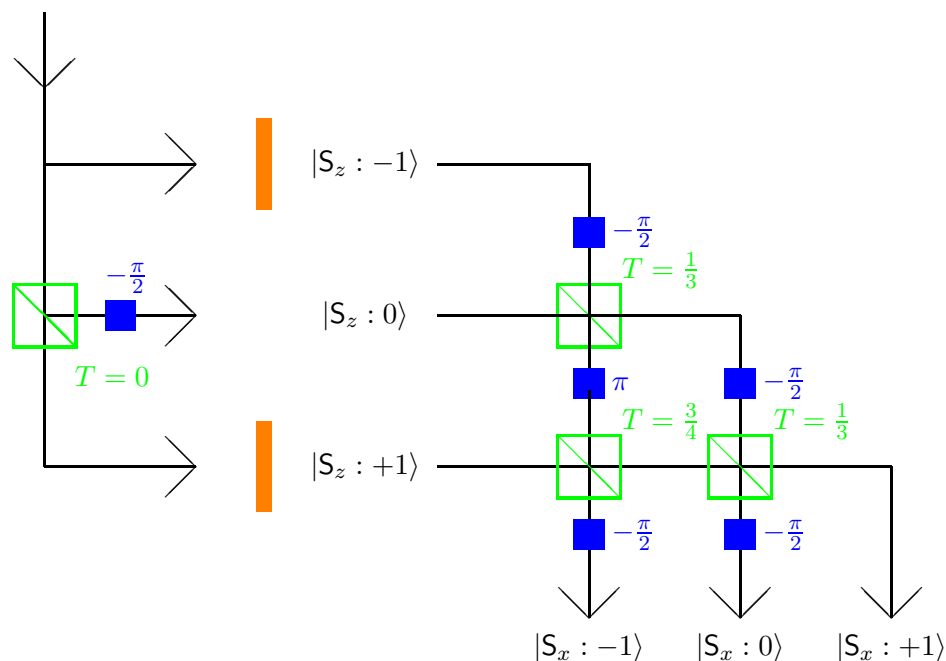 |S_z : −1⟩
−π/2
−π/2
T = 1/3
|S_z : 0⟩
T = 0
π
−π/2
T = 3/4
T = 1/3
|S_z : +1⟩
−π/2
−π/2
|S_x : −1⟩
|S_x : 0⟩
|S_x : +1⟩